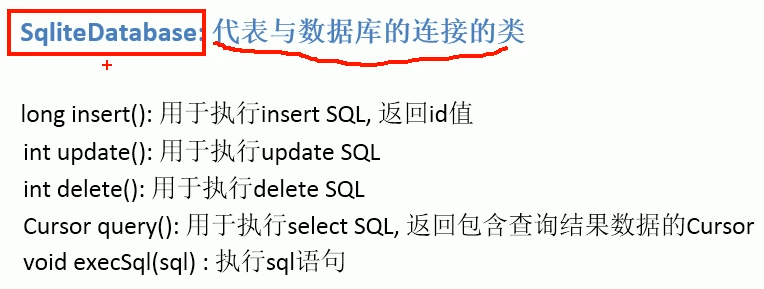 SqliteDatabase: 代表与数据库的连接的类
long insert(): 用于执行insert SQL, 返回id值
int update(): 用于执行update SQL
int delete(): 用于执行delete SQL
Cursor query(): 用于执行select SQL, 返回包含查询结果数据的Cursor
void execSql(sql) : 执行sql语句